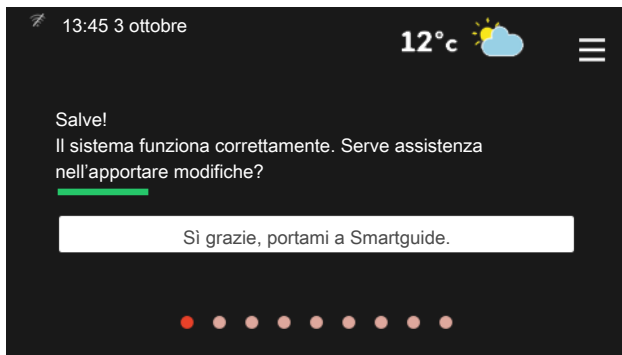 13:45 3 ottobre
12°c
Salve!
Il sistema funziona correttamente. Serve assistenza
nell'apportare modifiche?
Sì grazie, portami a Smartguide.